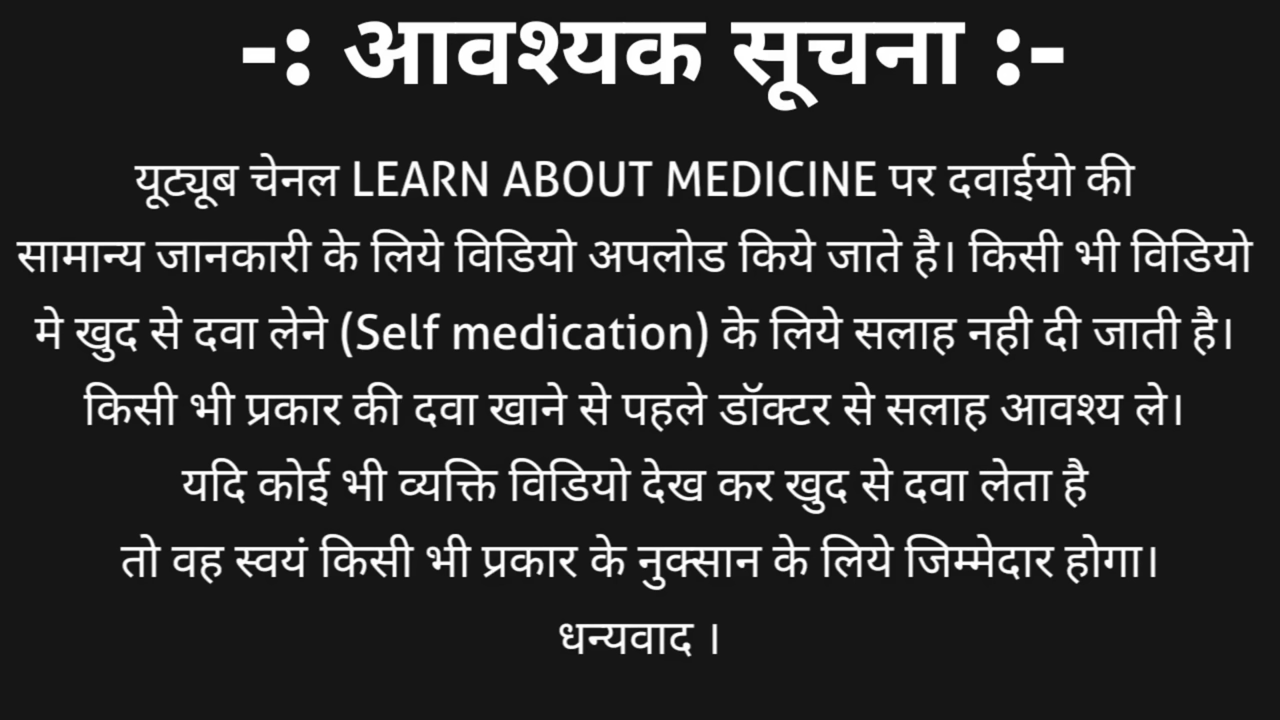 -: आवश्यक सूचना :-
यूट्यूब चेनल LEARN ABOUT MEDICINE पर दवाईयो की
सामान्य जानकारी के लिये विडियो अपलोड किये जाते है। किसी भी विडियो
मे खुद से दवा लेने (Self medication) के लिये सलाह नही दी जाती है।
किसी भी प्रकार की दवा खाने से पहले डॉक्टर से सलाह आवश्य ले।
यदि कोई भी व्यक्ति विडियो देख कर खुद से दवा लेता है
तो वह स्वयं किसी भी प्रकार के नुक्सान के लिये जिम्मेदार होगा।
धन्यवाद ।